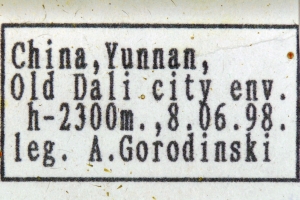 China,Yunnan,
Old Dali city env.
h-2300m.,8.06.98.
leg. A.Gorodinski